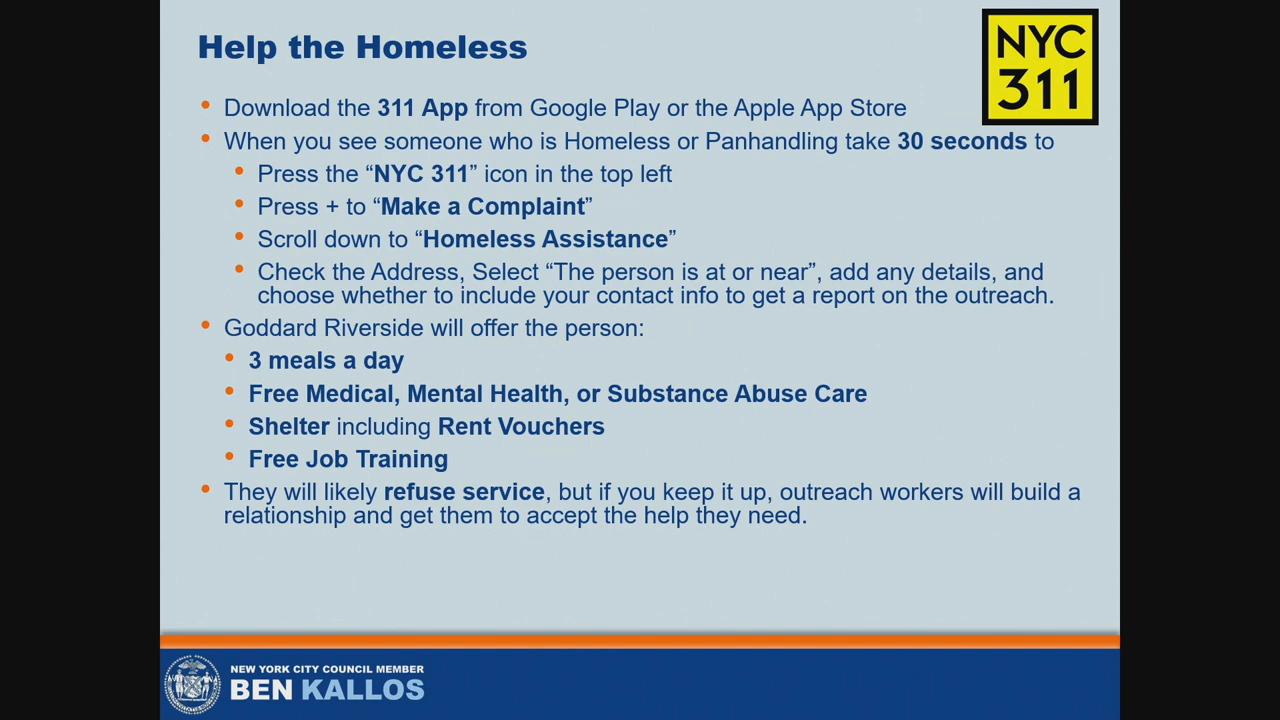 Help the Homeless
NYC
311
• Download the 311 App from Google Play or the Apple App Store
• When you see someone who is Homeless or Panhandling take 30 seconds to
• Press the “NYC 311” icon in the top left
• Press + to “Make a Complaint”
• Scroll down to “Homeless Assistance”
• Check the Address, Select “The person is at or near”, add any details, and
choose whether to include your contact info to get a report on the outreach.
• Goddard Riverside will offer the person:
• 3 meals a day
• Free Medical, Mental Health, or Substance Abuse Care
• Shelter including Rent Vouchers
• Free Job Training
• They will likely refuse service, but if you keep it up, outreach workers will build a
relationship and get them to accept the help they need.
NEW YORK CITY COUNCIL MEMBER
BEN KALLOS